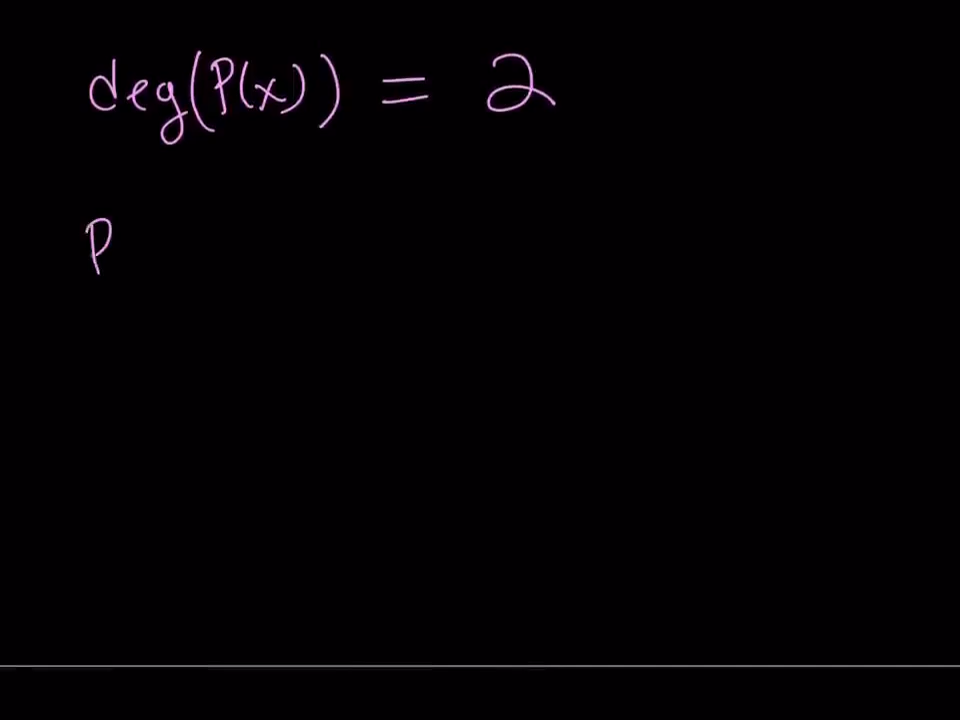 deg(P(x)) = 2
P